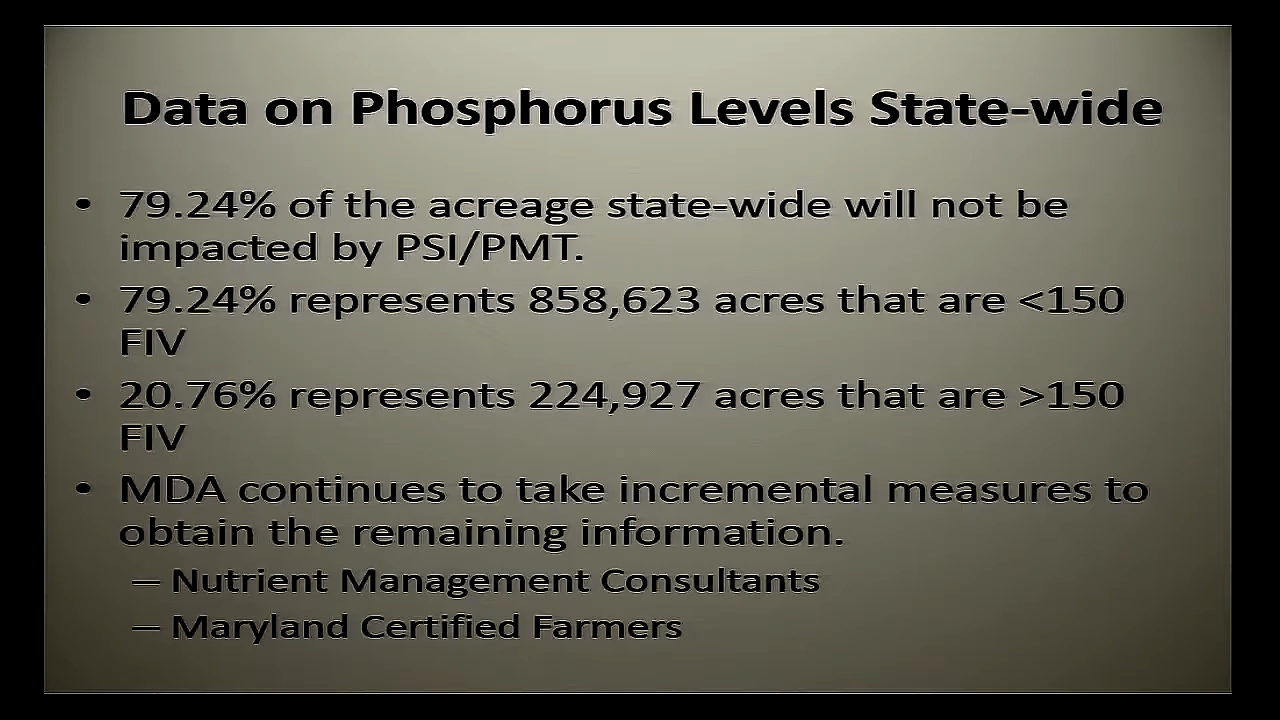 Data on Phosphorus Levels State-wide
• 79.24% of the acreage state-wide will not be
impacted by PSI/PMT.
• 79.24% represents 858,623 acres that are <150
FIV
• 20.76% represents 224,927 acres that are >150
FIV
• MDA continues to take incremental measures to
obtain the remaining information.
— Nutrient Management Consultants
— Maryland Certified Farmers